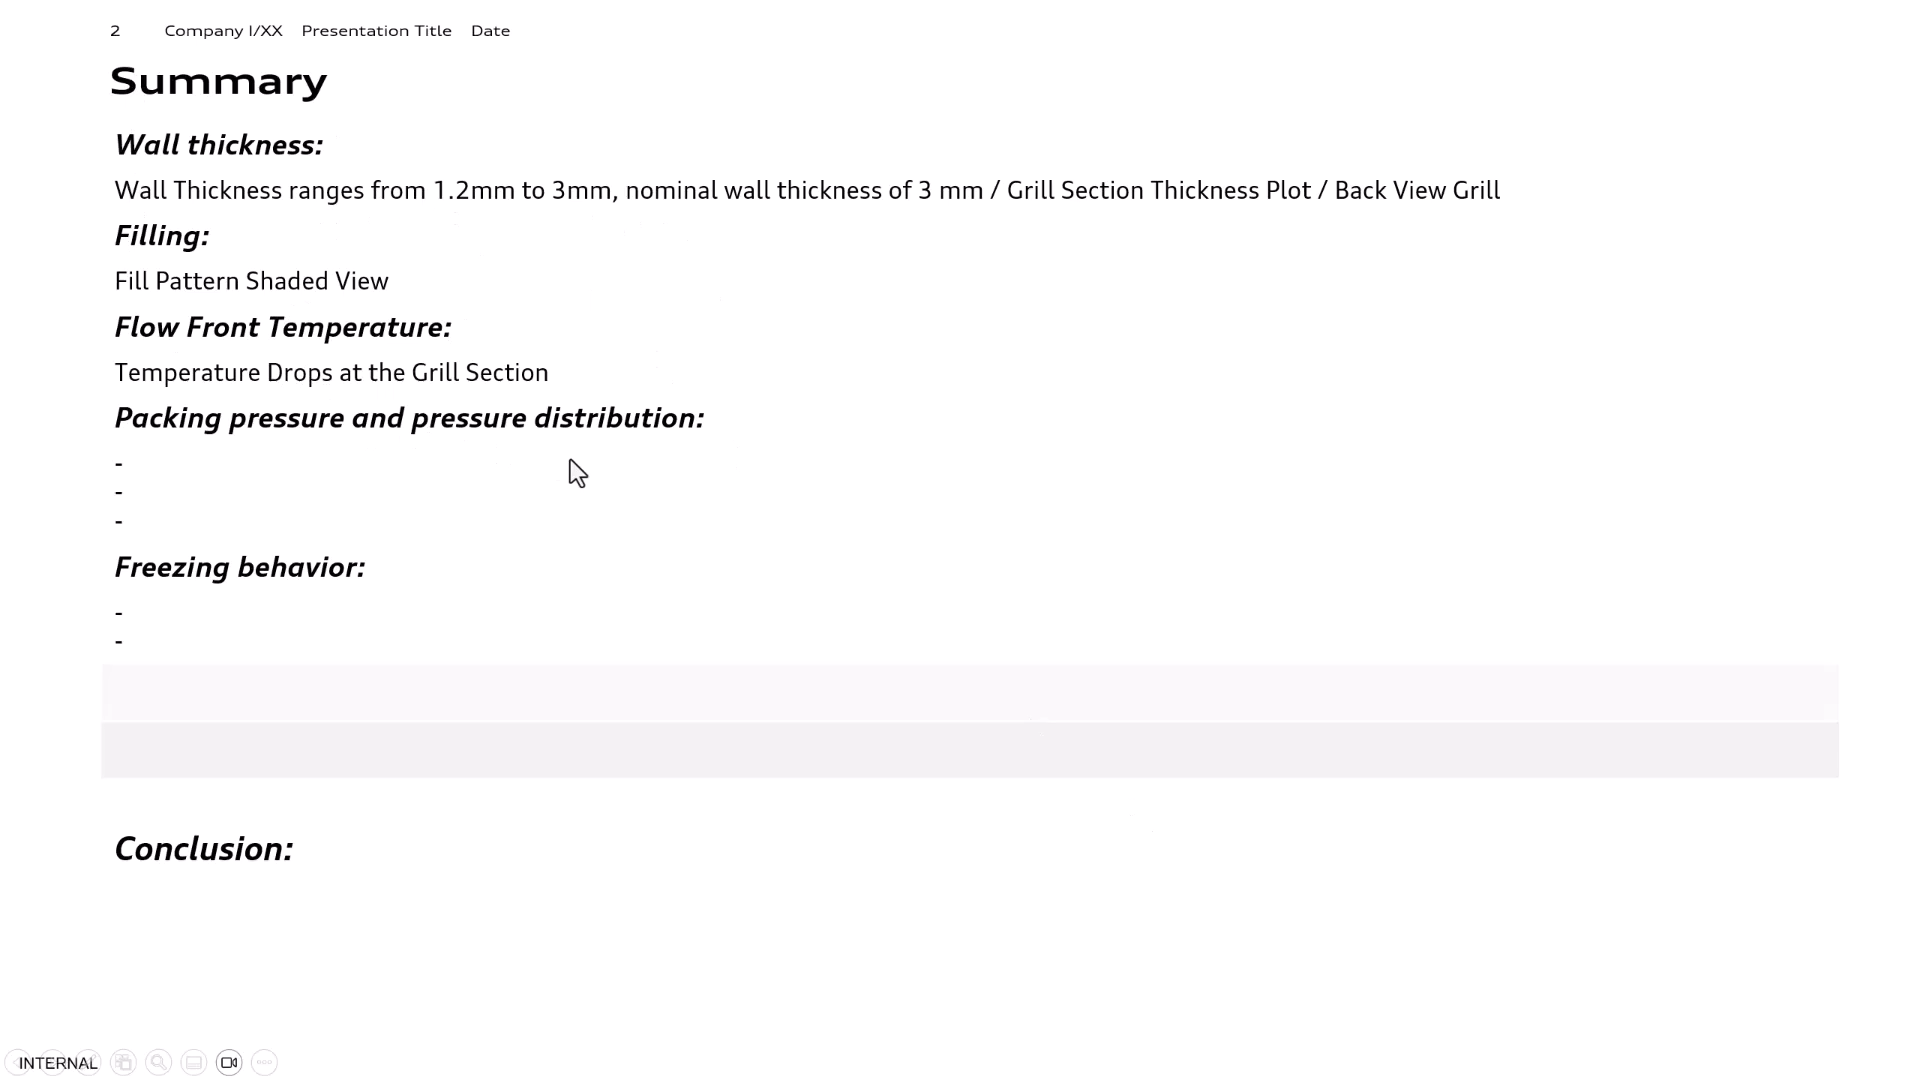 2 Company I/XX Presentation Title Date
Summary
Wall thickness:
Wall Thickness ranges from 1.2mm to 3mm, nominal wall thickness of 3 mm / Grill Section Thickness Plot / Back View Grill
Filling:
Fill Pattern Shaded View
Flow Front Temperature:
Temperature Drops at the Grill Section
Packing pressure and pressure distribution:
-
-
-
Freezing behavior:
-
-
Conclusion:
INTERNAL